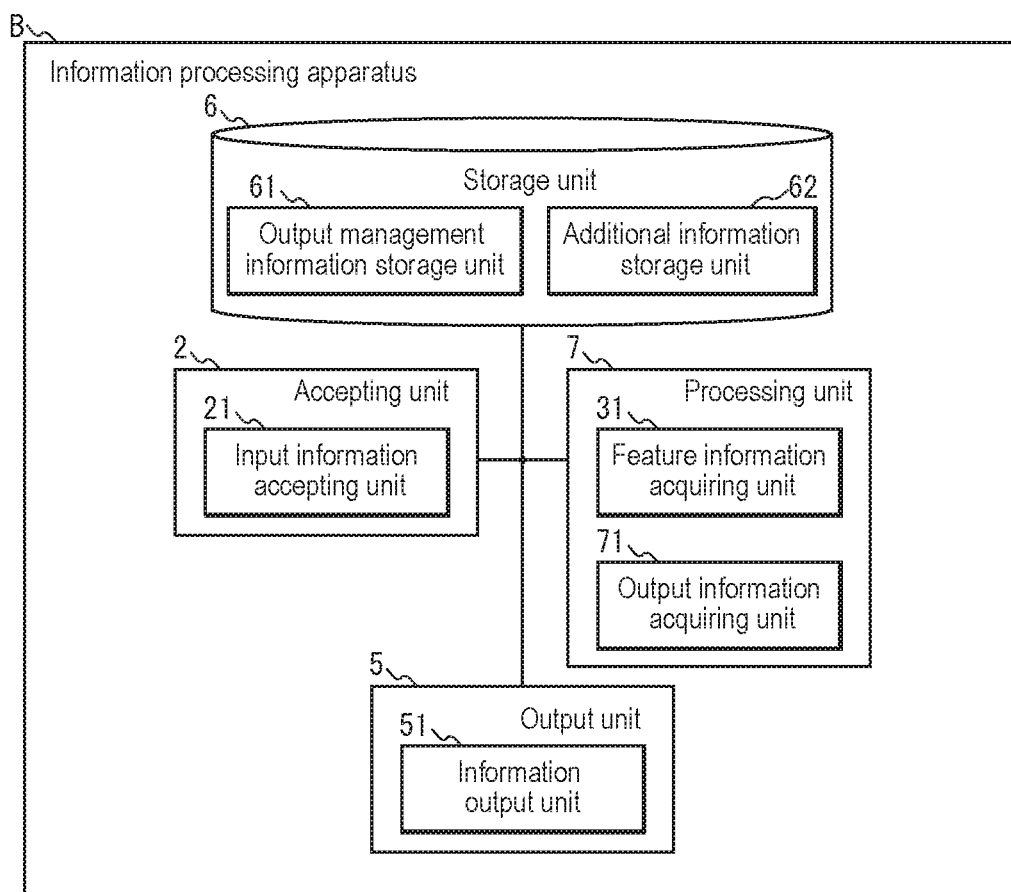 B
Information processing apparatus
6
Storage unit
61
Output management
information storage unit
62
Additional information
storage unit
2
Accepting unit
21
Input information
accepting unit
7
Processing unit
31
Feature information
acquiring unit
71
Output information
acquiring unit
5
Output unit
51
Information
output unit